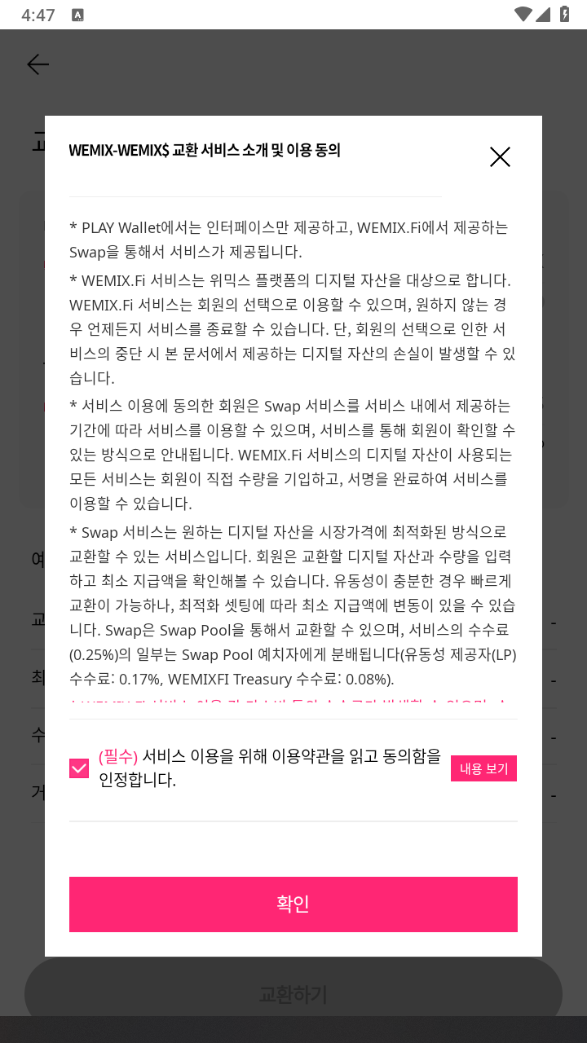 4:47
A
WEMIX-WEMIX$ 교환 서비스 소개 및 이용 동의
* PLAY Wallet에서는 인터페이스만 제공하고, WEMIX.Fi에서 제공하는
Swap을 통해서 서비스가 제공됩니다.
* WEMIX.Fi 서비스는 위믹스 플랫폼의 디지털 자산을 대상으로 합니다.
WEMIX.Fi 서비스는 회원의 선택으로 이용할 수 있으며, 원하지 않는 경
우 언제든지 서비스를 종료할 수 있습니다. 단, 회원의 선택으로 인한 서
비스의 중단 시 본 문서에서 제공하는 디지털 자산의 손실이 발생할 수 있
습니다.
* 서비스 이용에 동의한 회원은 Swap 서비스를 서비스 내에서 제공하는
기간에 따라 서비스를 이용할 수 있으며, 서비스를 통해 회원이 확인할 수
있는 방식으로 안내됩니다. WEMIX.Fi 서비스의 디지털 자산이 사용되는
모든 서비스는 회원이 직접 수량을 기입하고, 서명을 완료하여 서비스를
이용할 수 있습니다.
* Swap 서비스는 원하는 디지털 자산을 시장가격에 최적화된 방식으로
교환할 수 있는 서비스입니다. 회원은 교환할 디지털 자산과 수량을 입력
하고 최소 지급액을 확인해볼 수 있습니다. 유동성이 충분한 경우 빠르게
교환이 가능하나, 최적화 셋팅에 따라 최소 지급액에 변동이 있을 수 있습
니다. Swap은 Swap Pool을 통해서 교환할 수 있으며, 서비스의 수수료
(0.25%)의 일부는 Swap Pool 예치자에게 분배됩니다(유동성 제공자(LP)
수수료: 0.17%, WEMIXFI Treasury 수수료: 0.08%).
(필수) 서비스 이용을 위해 이용약관을 읽고 동의함을
인정합니다.
내용 보기
확인
예
교 -
최 -
수 -
거 -
교환하기